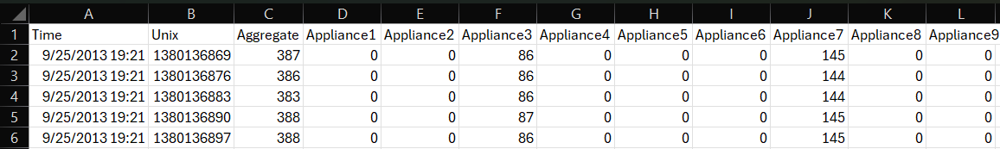 A B C D E F G H I J K L
1 Time Unix Aggregate Appliance1 Appliance2 Appliance3 Appliance4 Appliance5 Appliance6 Appliance7 Appliance8 Appliance9
2 9/25/2013 19:21 1380136869 387 0 0 86 0 0 0 145 0 0
3 9/25/2013 19:21 1380136876 386 0 0 86 0 0 0 144 0 0
4 9/25/2013 19:21 1380136883 383 0 0 86 0 0 0 144 0 0
5 9/25/2013 19:21 1380136890 388 0 0 87 0 0 0 145 0 0
6 9/25/2013 19:21 1380136897 388 0 0 86 0 0 0 145 0 0